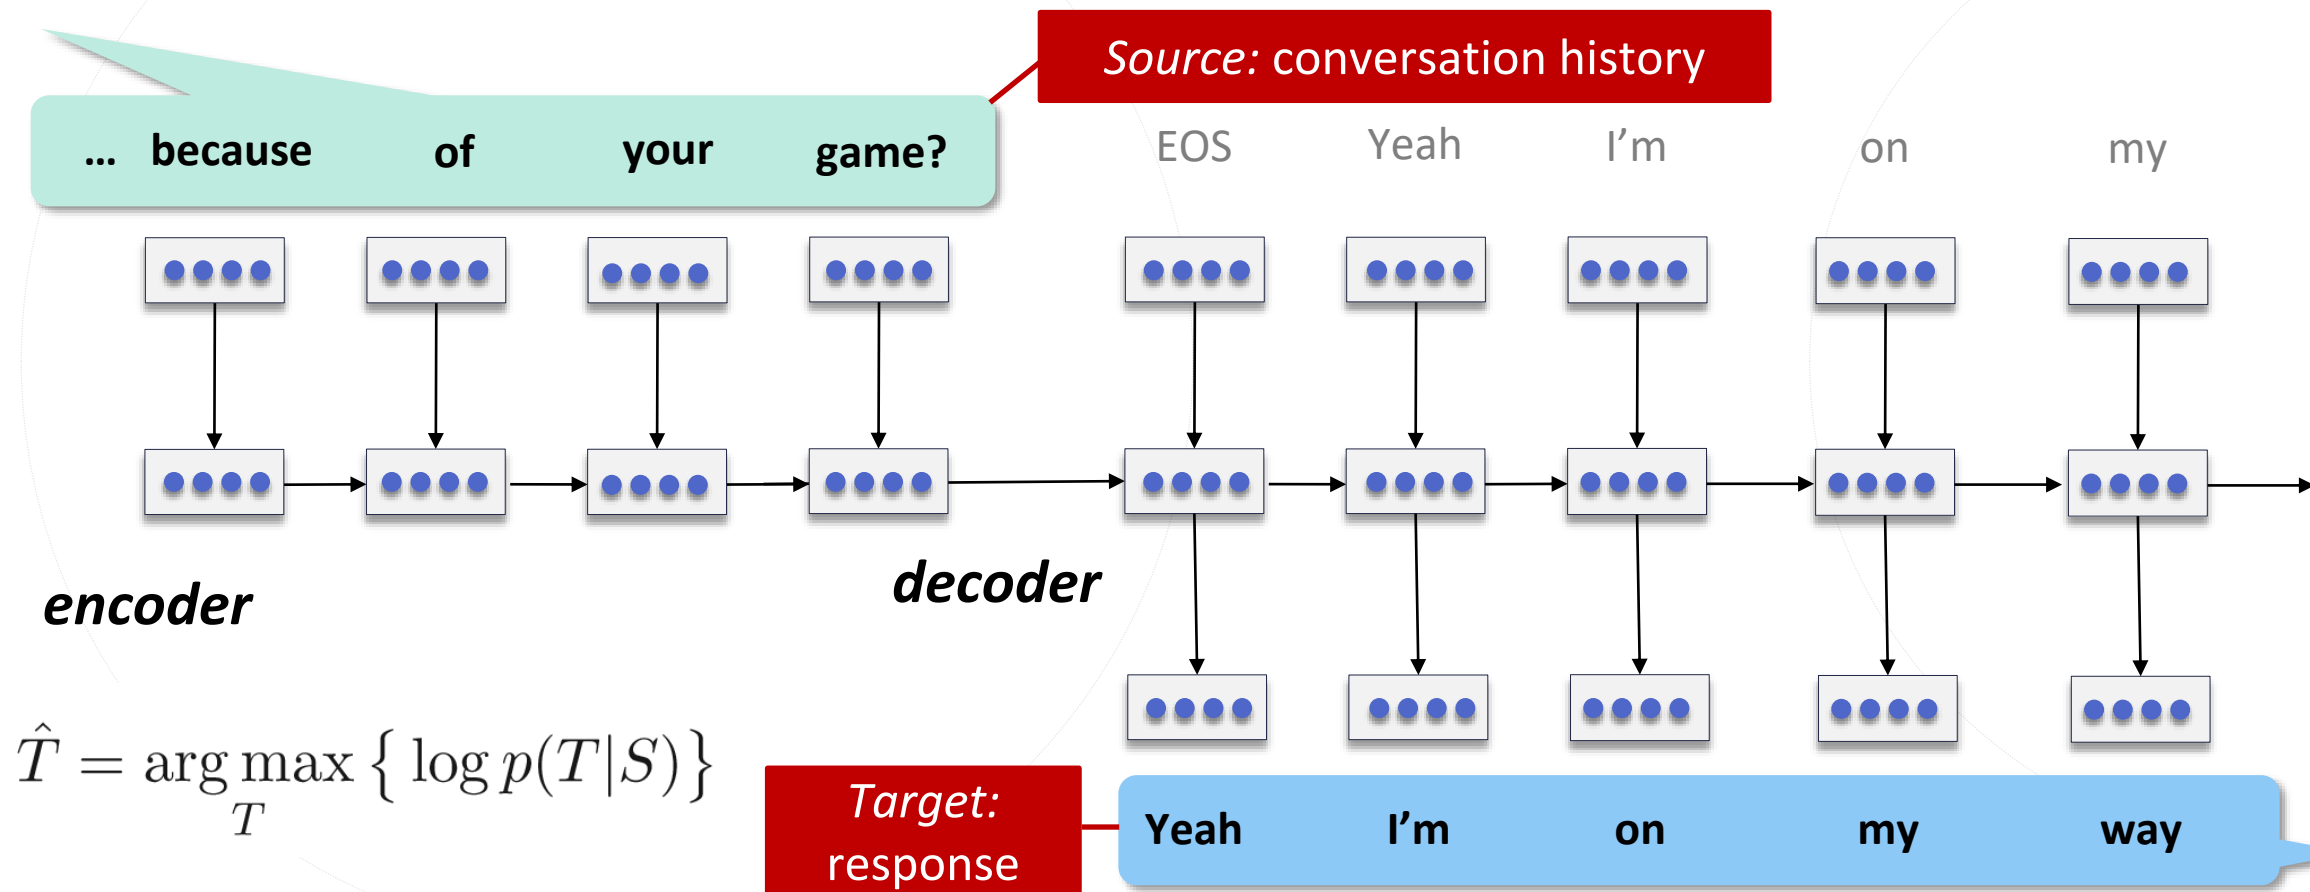 Source: conversation history
... because of your game?
EOS Yeah I'm on my
encoder
decoder
T̂ = arg max { log p(T|S) }
T
Target:
response
Yeah I'm on my way